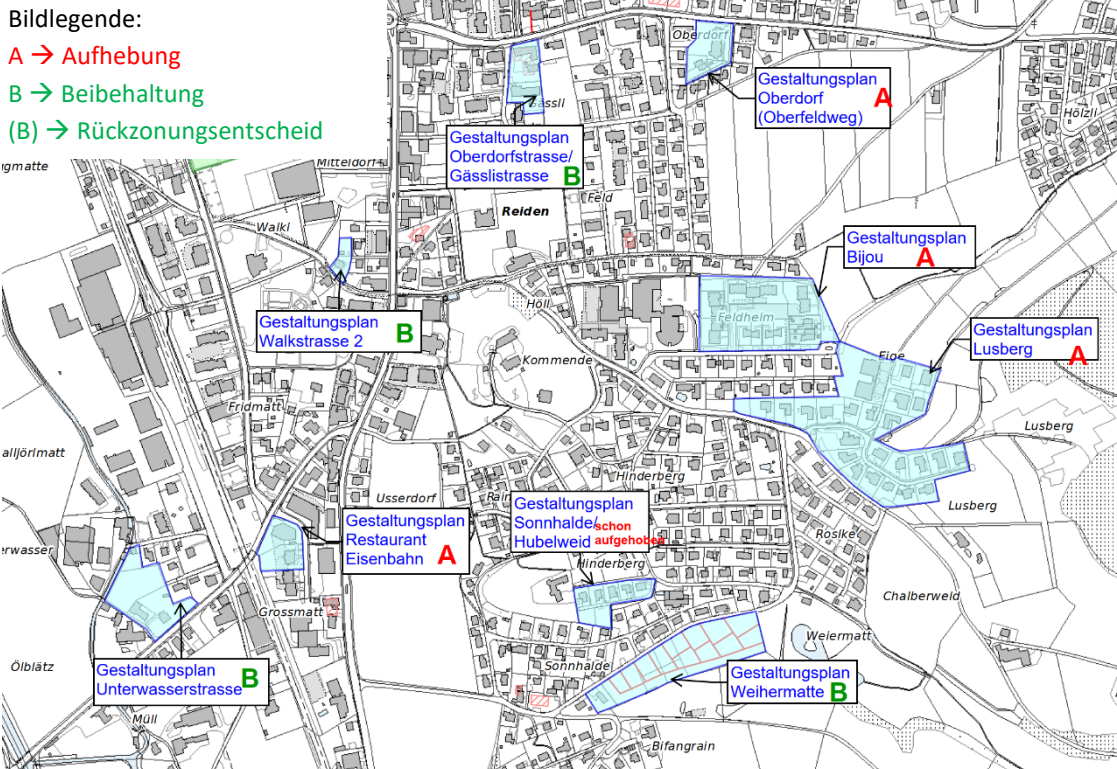 Bildlegende:
A → Aufhebung
B → Beibehaltung
(B) → Rückzonungsentscheid
Oberdorf
Gestaltungsplan
Oberdorf
(Oberfeldweg) A
Hölzli
Gässli
Gestaltungsplan
Oberdorfstrasse/
Gässlistrasse B
Mitteldorf
Walki
Reiden
Feld
Gestaltungsplan
Bijou A
Gestaltungsplan
Walkstrasse 2 B
Höll
Feldheim
Gestaltungsplan
Lusberg A
Eige
Kommende
Fridmatt
Lusberg
Hinderberg
Usserdorf
Rain
Lusberg
Gestaltungsplan
Restaurant
Eisenbahn A
Gestaltungsplan
Sonnhalde/ schon
Hubelweid aufgehoben
Hinderberg
Roslke
Chalberweid
Grossmatt
Weiermatt
Ölblätz
Gestaltungsplan
Unterwasserstrasse B
Sonnhalde
Gestaltungsplan
Weihermatte B
Müli
Bifangrain